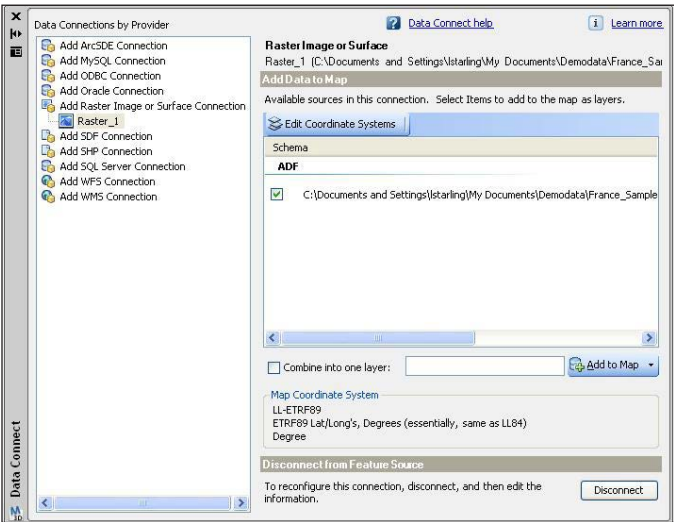 Data Connections by Provider
Data Connect help
Learn more
Add ArcSDE Connection
Add MySQL Connection
Add ODBC Connection
Add Oracle Connection
Add Raster Image or Surface Connection
Raster_1
Add SDF Connection
Add SHP Connection
Add SQL Server Connection
Add WFS Connection
Add WMS Connection
Raster Image or Surface
Raster_1 (C:\Documents and Settings\lstarling\My Documents\Demodata\France_Sar
Add Data to Map
Available sources in this connection. Select Items to add to the map as layers.
Edit Coordinate Systems
Schema
ADF
C:\Documents and Settings\lstarling\My Documents\Demodata\France_Sample
Combine into one layer:
Add to Map
Map Coordinate System
LL-ETRF89
ETRF89 Lat/Long's, Degrees (essentially, same as LL84)
Degree
Disconnect from Feature Source
To reconfigure this connection, disconnect, and then edit the
information.
Disconnect
Data Connect